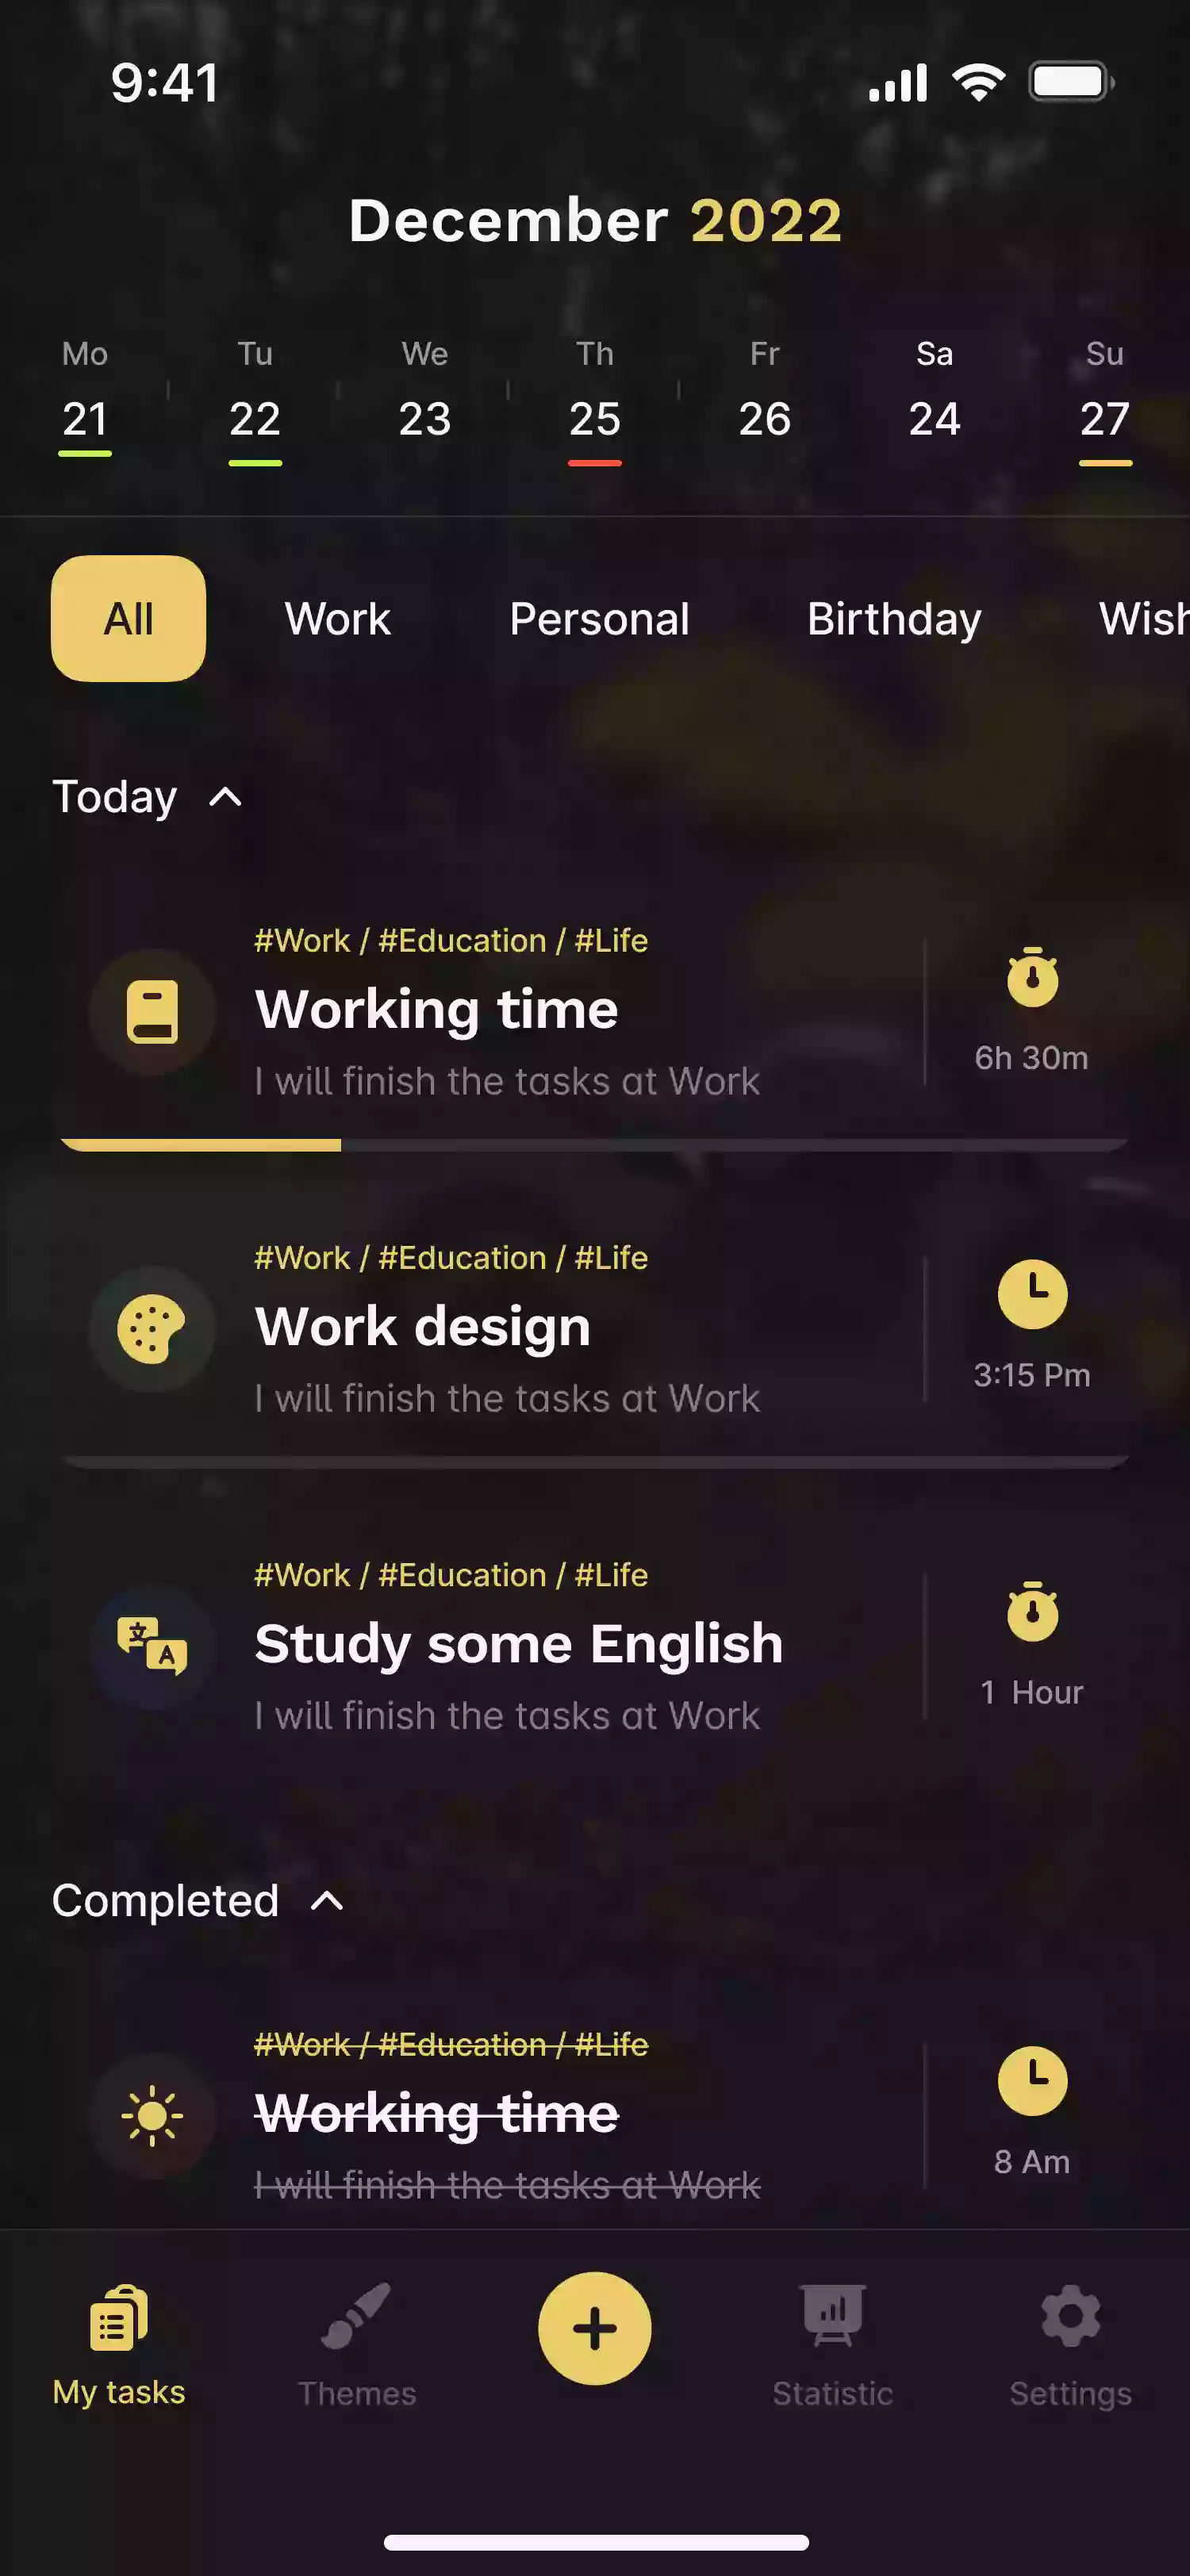 9:41
December 2022
Mo Tu We Th Fr Sa Su
21 22 23 25 26 24 27
All Work Personal Birthday Wish
Today
#Work / #Education / #Life
Working time
6h 30m
I will finish the tasks at Work
#Work / #Education / #Life
Work design
3:15 Pm
I will finish the tasks at Work
#Work / #Education / #Life
文 A
Study some English
1 Hour
I will finish the tasks at Work
Completed
#Work / #Education / #Life
Working time
8 Am
I will finish the tasks at Work
My tasks Themes Statistic Settings